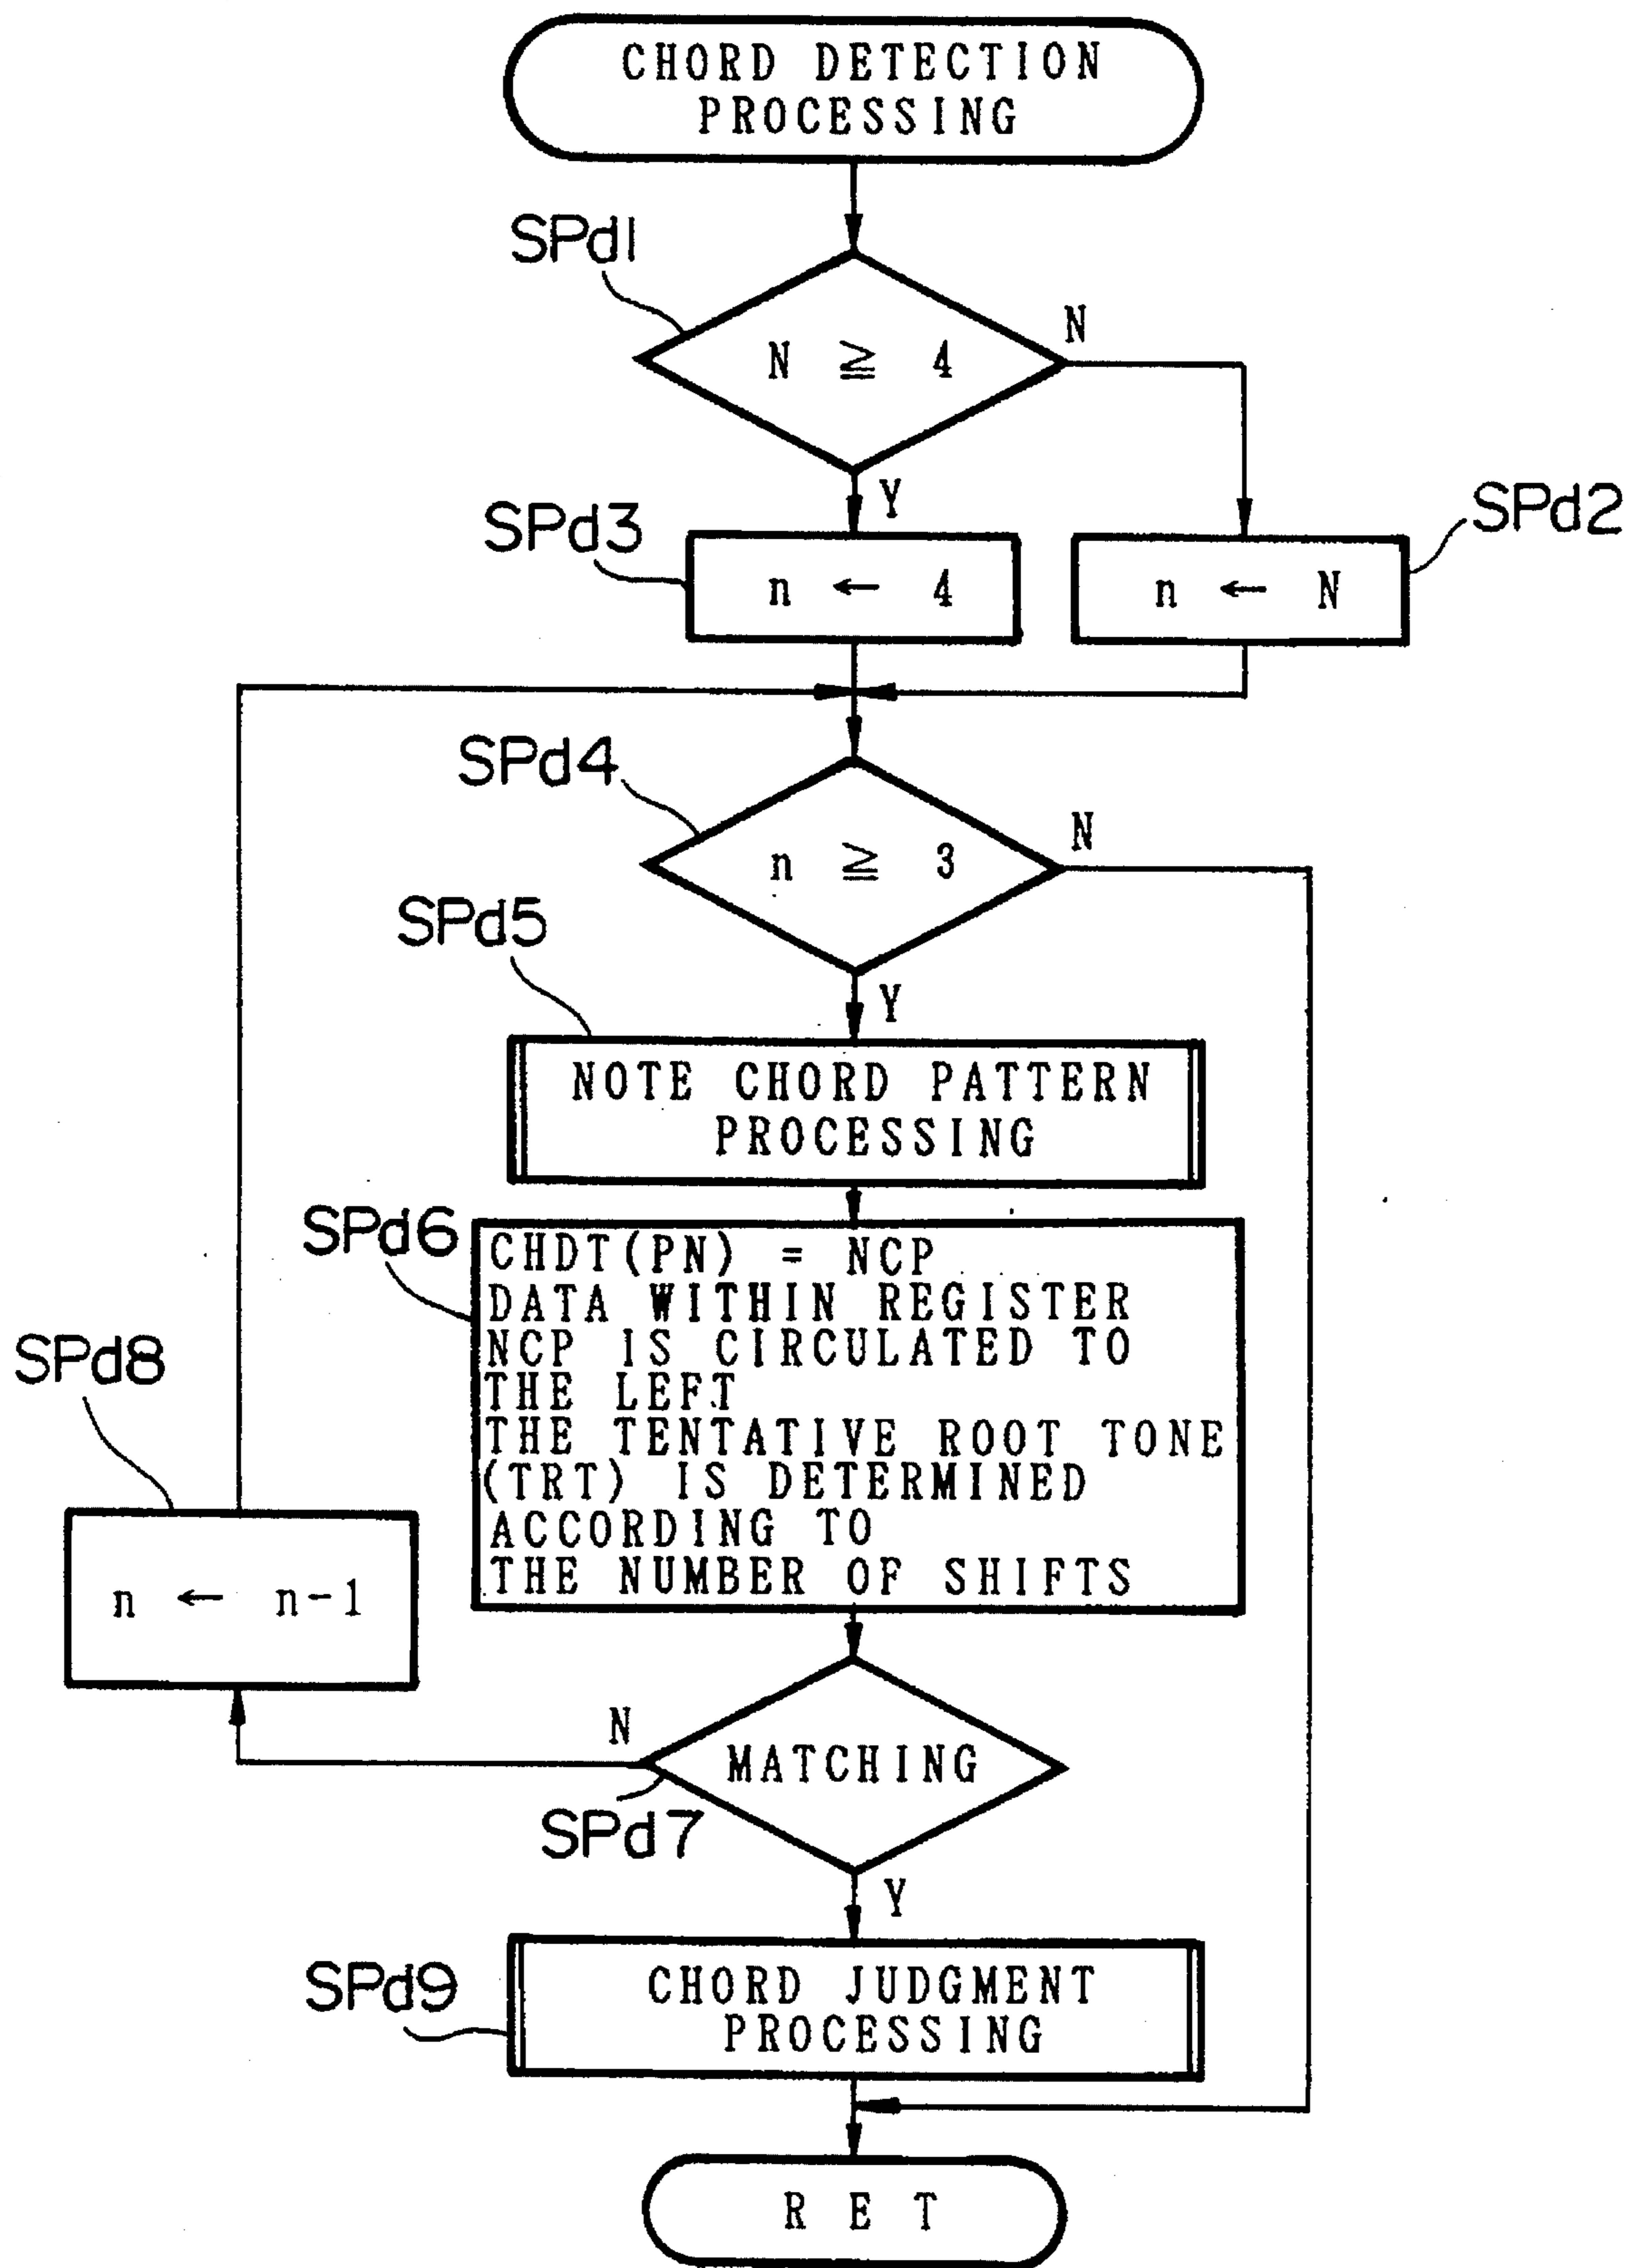 CHORD DETECTION
PROCESSING
SPd1
N ≧ 4
N
Y
SPd3
n ← 4
SPd2
n ← N
SPd4
n ≧ 3
N
SPd5
Y
NOTE CHORD PATTERN
PROCESSING
SPd6
CHDT(PN) = NCP
DATA WITHIN REGISTER
NCP IS CIRCULATED TO
THE LEFT
THE TENTATIVE ROOT TONE
(TRT) IS DETERMINED
ACCORDING TO
THE NUMBER OF SHIFTS
SPd8
n ← n-1
N
MATCHING
SPd7
Y
SPd9
CHORD JUDGMENT
PROCESSING
RET